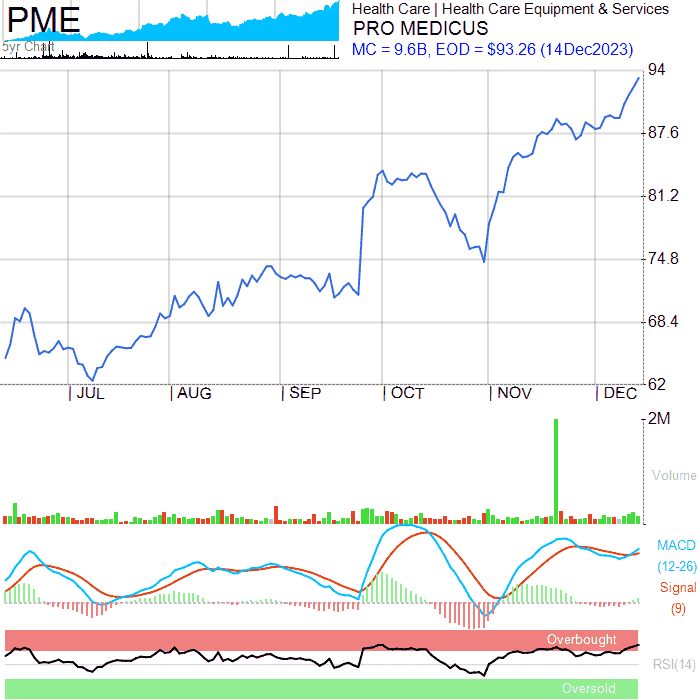 PME
5yr Chart
Health Care | Health Care Equipment & Services
PRO MEDICUS
MC = 9.6B, EOD = $93.26 (14Dec2023)
94
87.6
81.2
74.8
68.4
62
JUL AUG SEP OCT NOV DEC
2M
Volume
MACD
(12-26)
Signal
(9)
Overbought
RSI(14)
Oversold